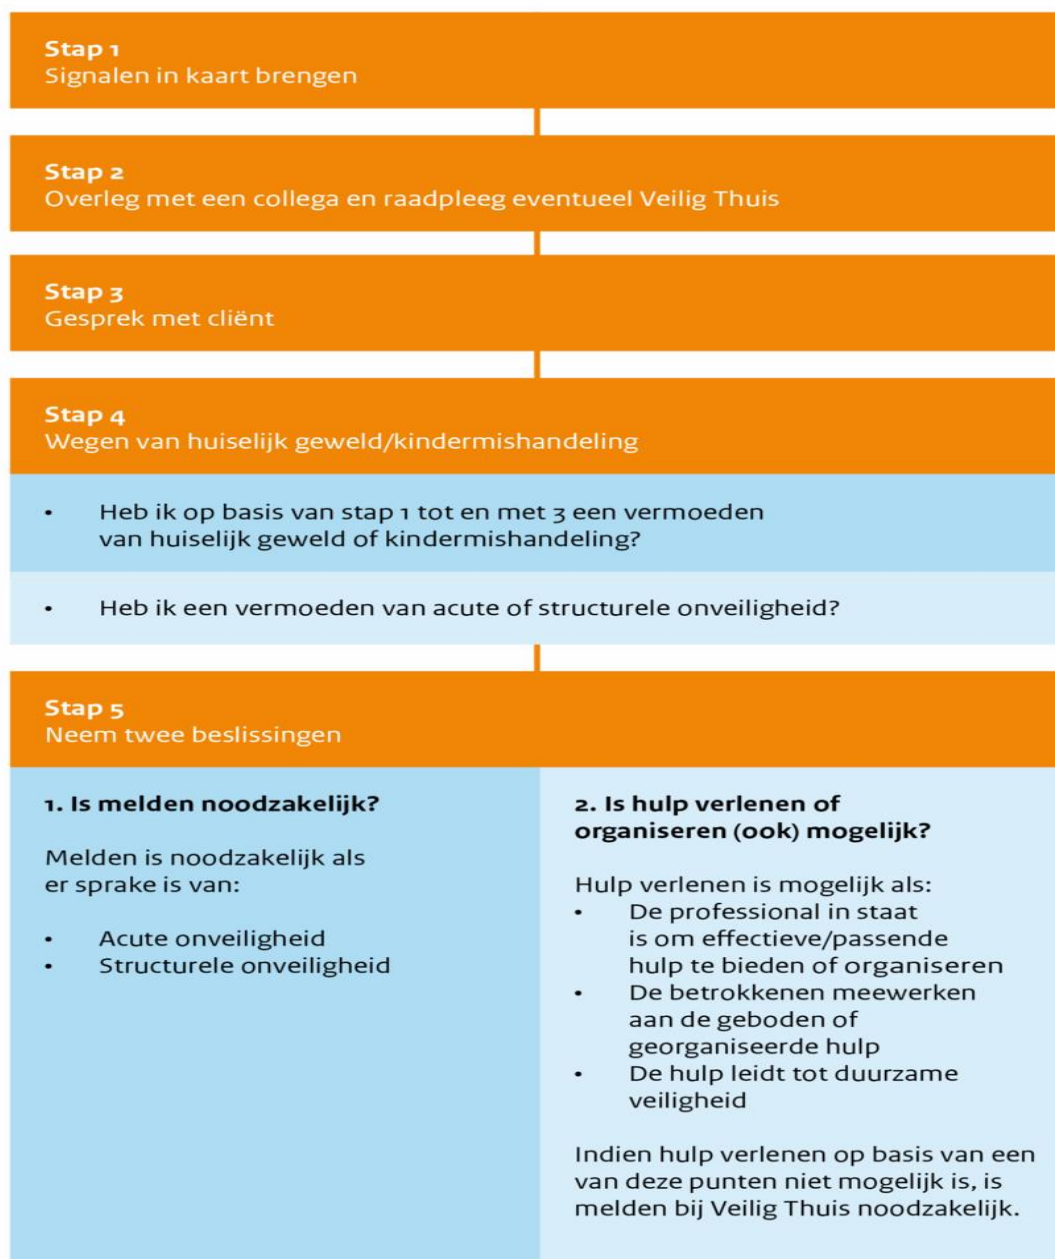 Stap 1
Signalen in kaart brengen
Stap 2
Overleg met een collega en raadpleeg eventueel Veilig Thuis
Stap 3
Gesprek met cliënt
Stap 4
Wegen van huiselijk geweld/kindermishandeling
• Heb ik op basis van stap 1 tot en met 3 een vermoeden
van huiselijk geweld of kindermishandeling?
• Heb ik een vermoeden van acute of structurele onveiligheid?
Stap 5
Neem twee beslissingen
1. Is melden noodzakelijk?
Melden is noodzakelijk als
er sprake is van:
• Acute onveiligheid
• Structurele onveiligheid
2. Is hulp verlenen of
organiseren (ook) mogelijk?
Hulp verlenen is mogelijk als:
• De professional in staat
is om effectieve/passende
hulp te bieden of organiseren
• De betrokkenen meewerken
aan de geboden of
georganiseerde hulp
• De hulp leidt tot duurzame
veiligheid
Indien hulp verlenen op basis van een
van deze punten niet mogelijk is, is
melden bij Veilig Thuis noodzakelijk.